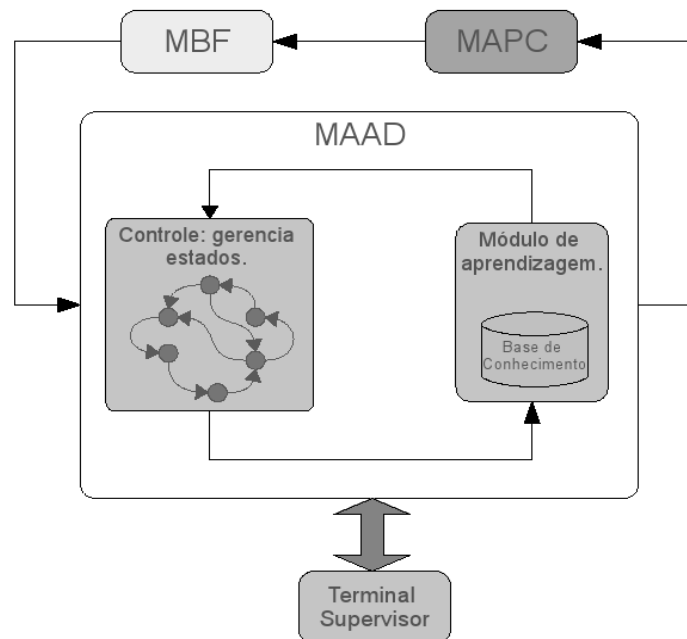 MBF
MAPC
MAAD
Controle: gerencia
estados.
Módulo de
aprendizagem.
Base de
Conhecimento
Terminal
Supervisor